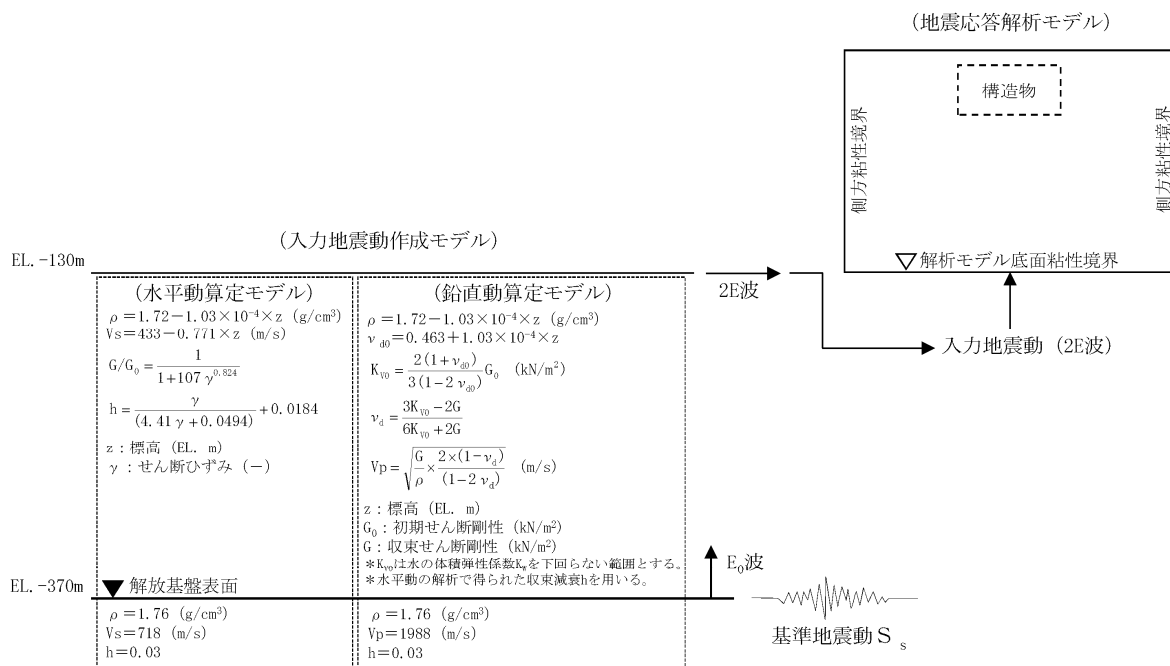 (地震応答解析モデル)
構造物
側方粘性境界
側方粘性境界
▽解析モデル底面粘性境界
(入力地震動作成モデル)
EL. -130m
2E波
入力地震動 (2E波)
(水平動算定モデル)
ρ=1.72-1.03×10⁻⁴×z (g/cm³)
Vs=433-0.771×z (m/s)
G/G₀=1/(1+107γ^0.824)
h=γ/(4.41γ+0.0494)+0.0184
z:標高 (EL. m)
γ:せん断ひずみ (-)
(鉛直動算定モデル)
ρ=1.72-1.03×10⁻⁴×z (g/cm³)
ν_d0=0.463+1.03×10⁻⁴×z
K_V0=2(1+ν_d0)/3(1-2ν_d0) G₀ (kN/m²)
ν_d=(3K_V0-2G)/(6K_V0+2G)
Vp=√(G/ρ×2×(1-ν_d)/(1-2ν_d)) (m/s)
z:標高 (EL. m)
G₀:初期せん断剛性 (kN/m²)
G:収束せん断剛性 (kN/m²)
*K_V0は水の体積弾性係数K_wを下回らない範囲とする。
*水平動の解析で得られた収束減衰hを用いる。
E₀波
EL. -370m
▼解放基盤表面
ρ=1.76 (g/cm³)
Vs=718 (m/s)
h=0.03
ρ=1.76 (g/cm³)
Vp=1988 (m/s)
h=0.03
基準地震動Ss